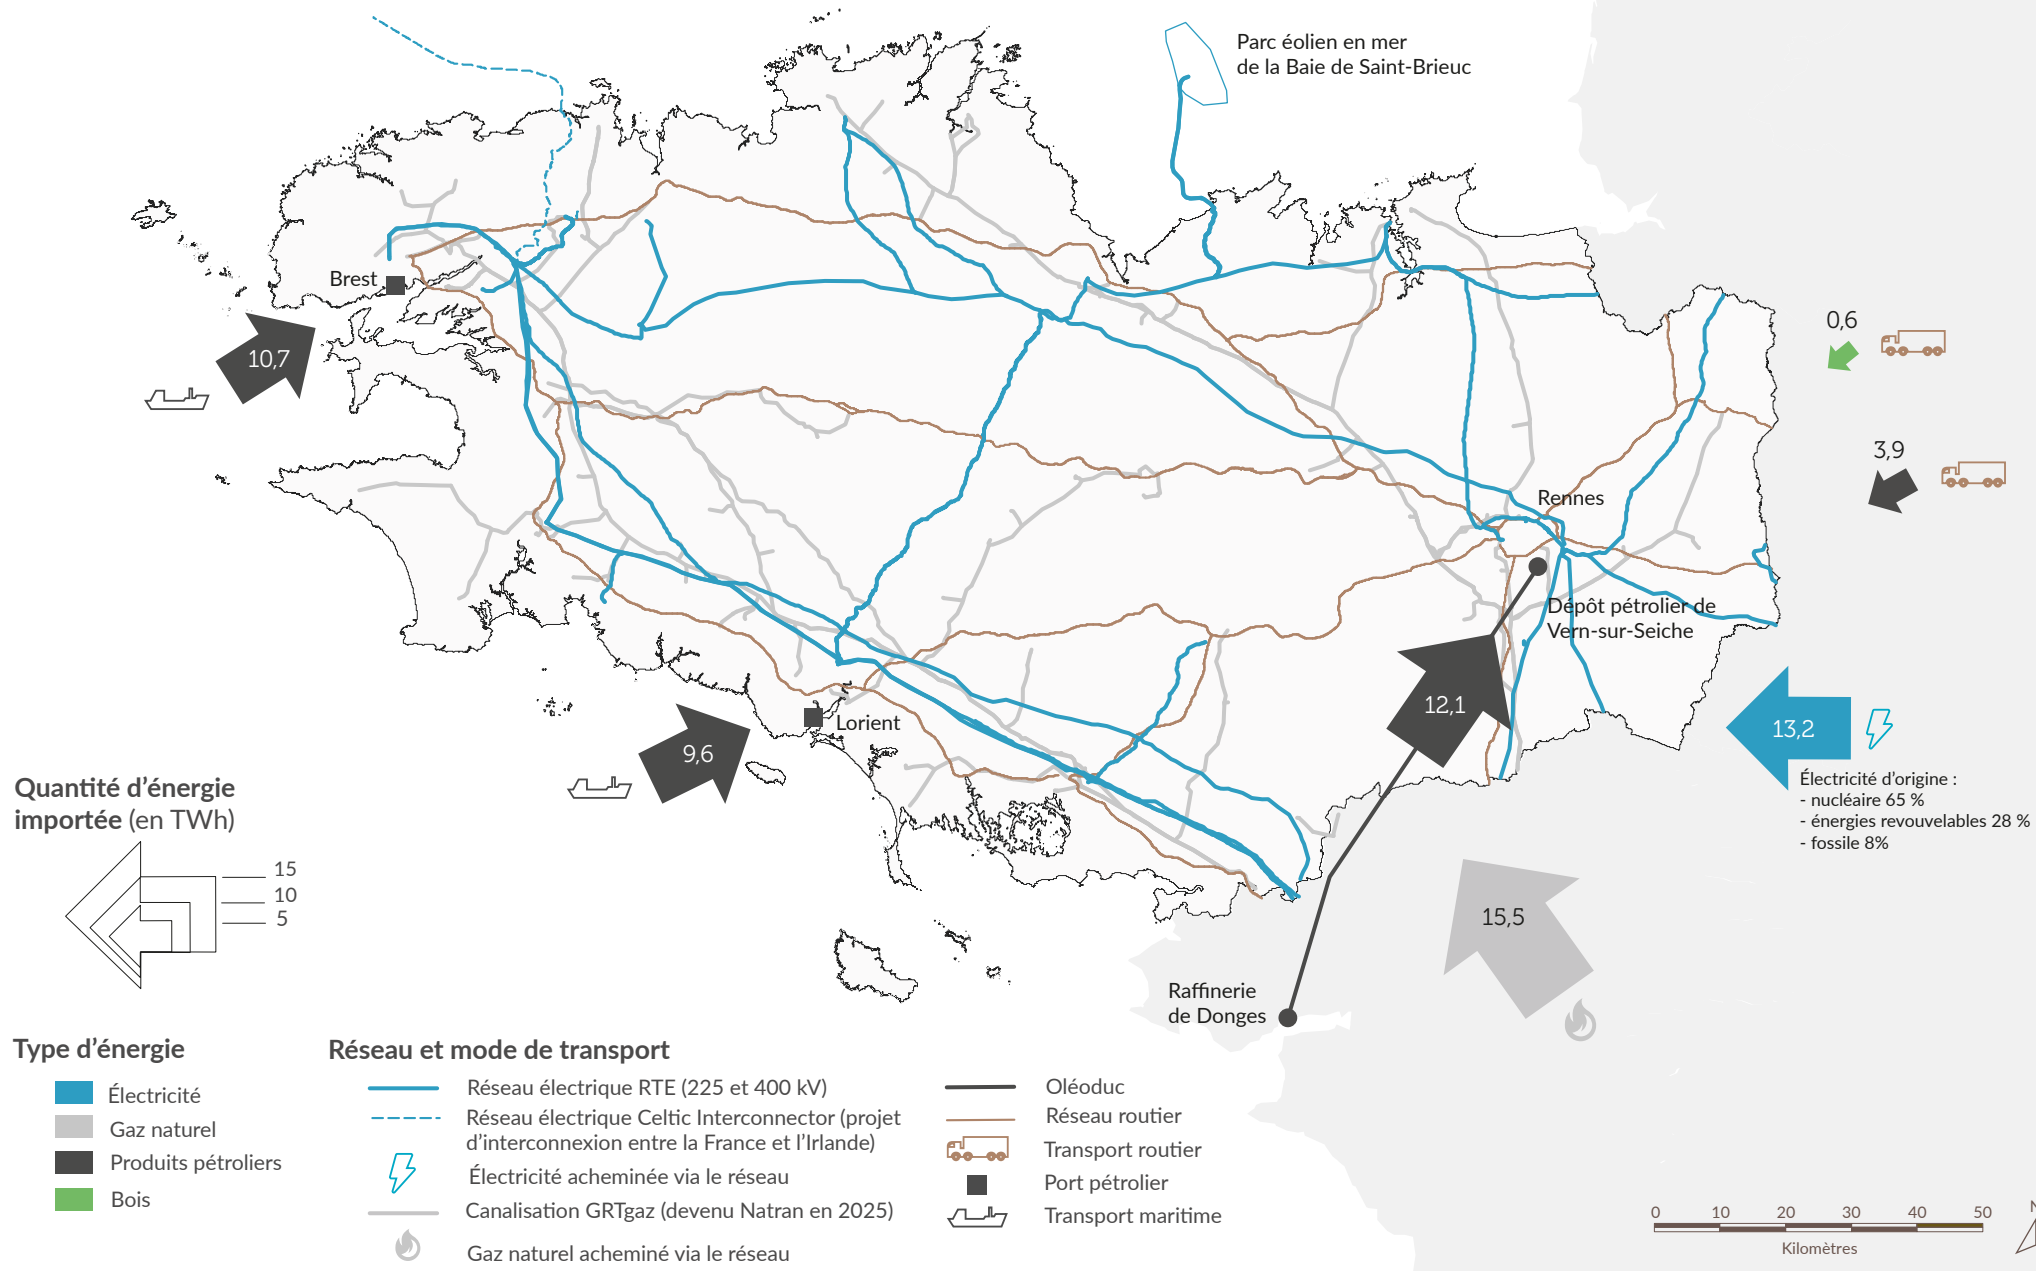 Parc éolien en mer
de la Baie de Saint-Brieuc
Brest
10,7
0,6
3,9
Rennes
Dépôt pétrolier de
Vern-sur-Seiche
12,1
13,2
Électricité d’origine :
- nucléaire 65 %
- énergies revouvelables 28 %
- fossile 8%
Lorient
9,6
15,5
Raffinerie
de Donges
Quantité d’énergie
importée (en TWh)
15
10
5
Type d’énergie
Électricité
Gaz naturel
Produits pétroliers
Bois
Réseau et mode de transport
Réseau électrique RTE (225 et 400 kV)
Réseau électrique Celtic Interconnector (projet
d’interconnexion entre la France et l’Irlande)
Électricité acheminée via le réseau
Canalisation GRTgaz (devenu Natran en 2025)
Gaz naturel acheminé via le réseau
Oléoduc
Réseau routier
Transport routier
Port pétrolier
Transport maritime
0 10 20 30 40 50
Kilomètres
N